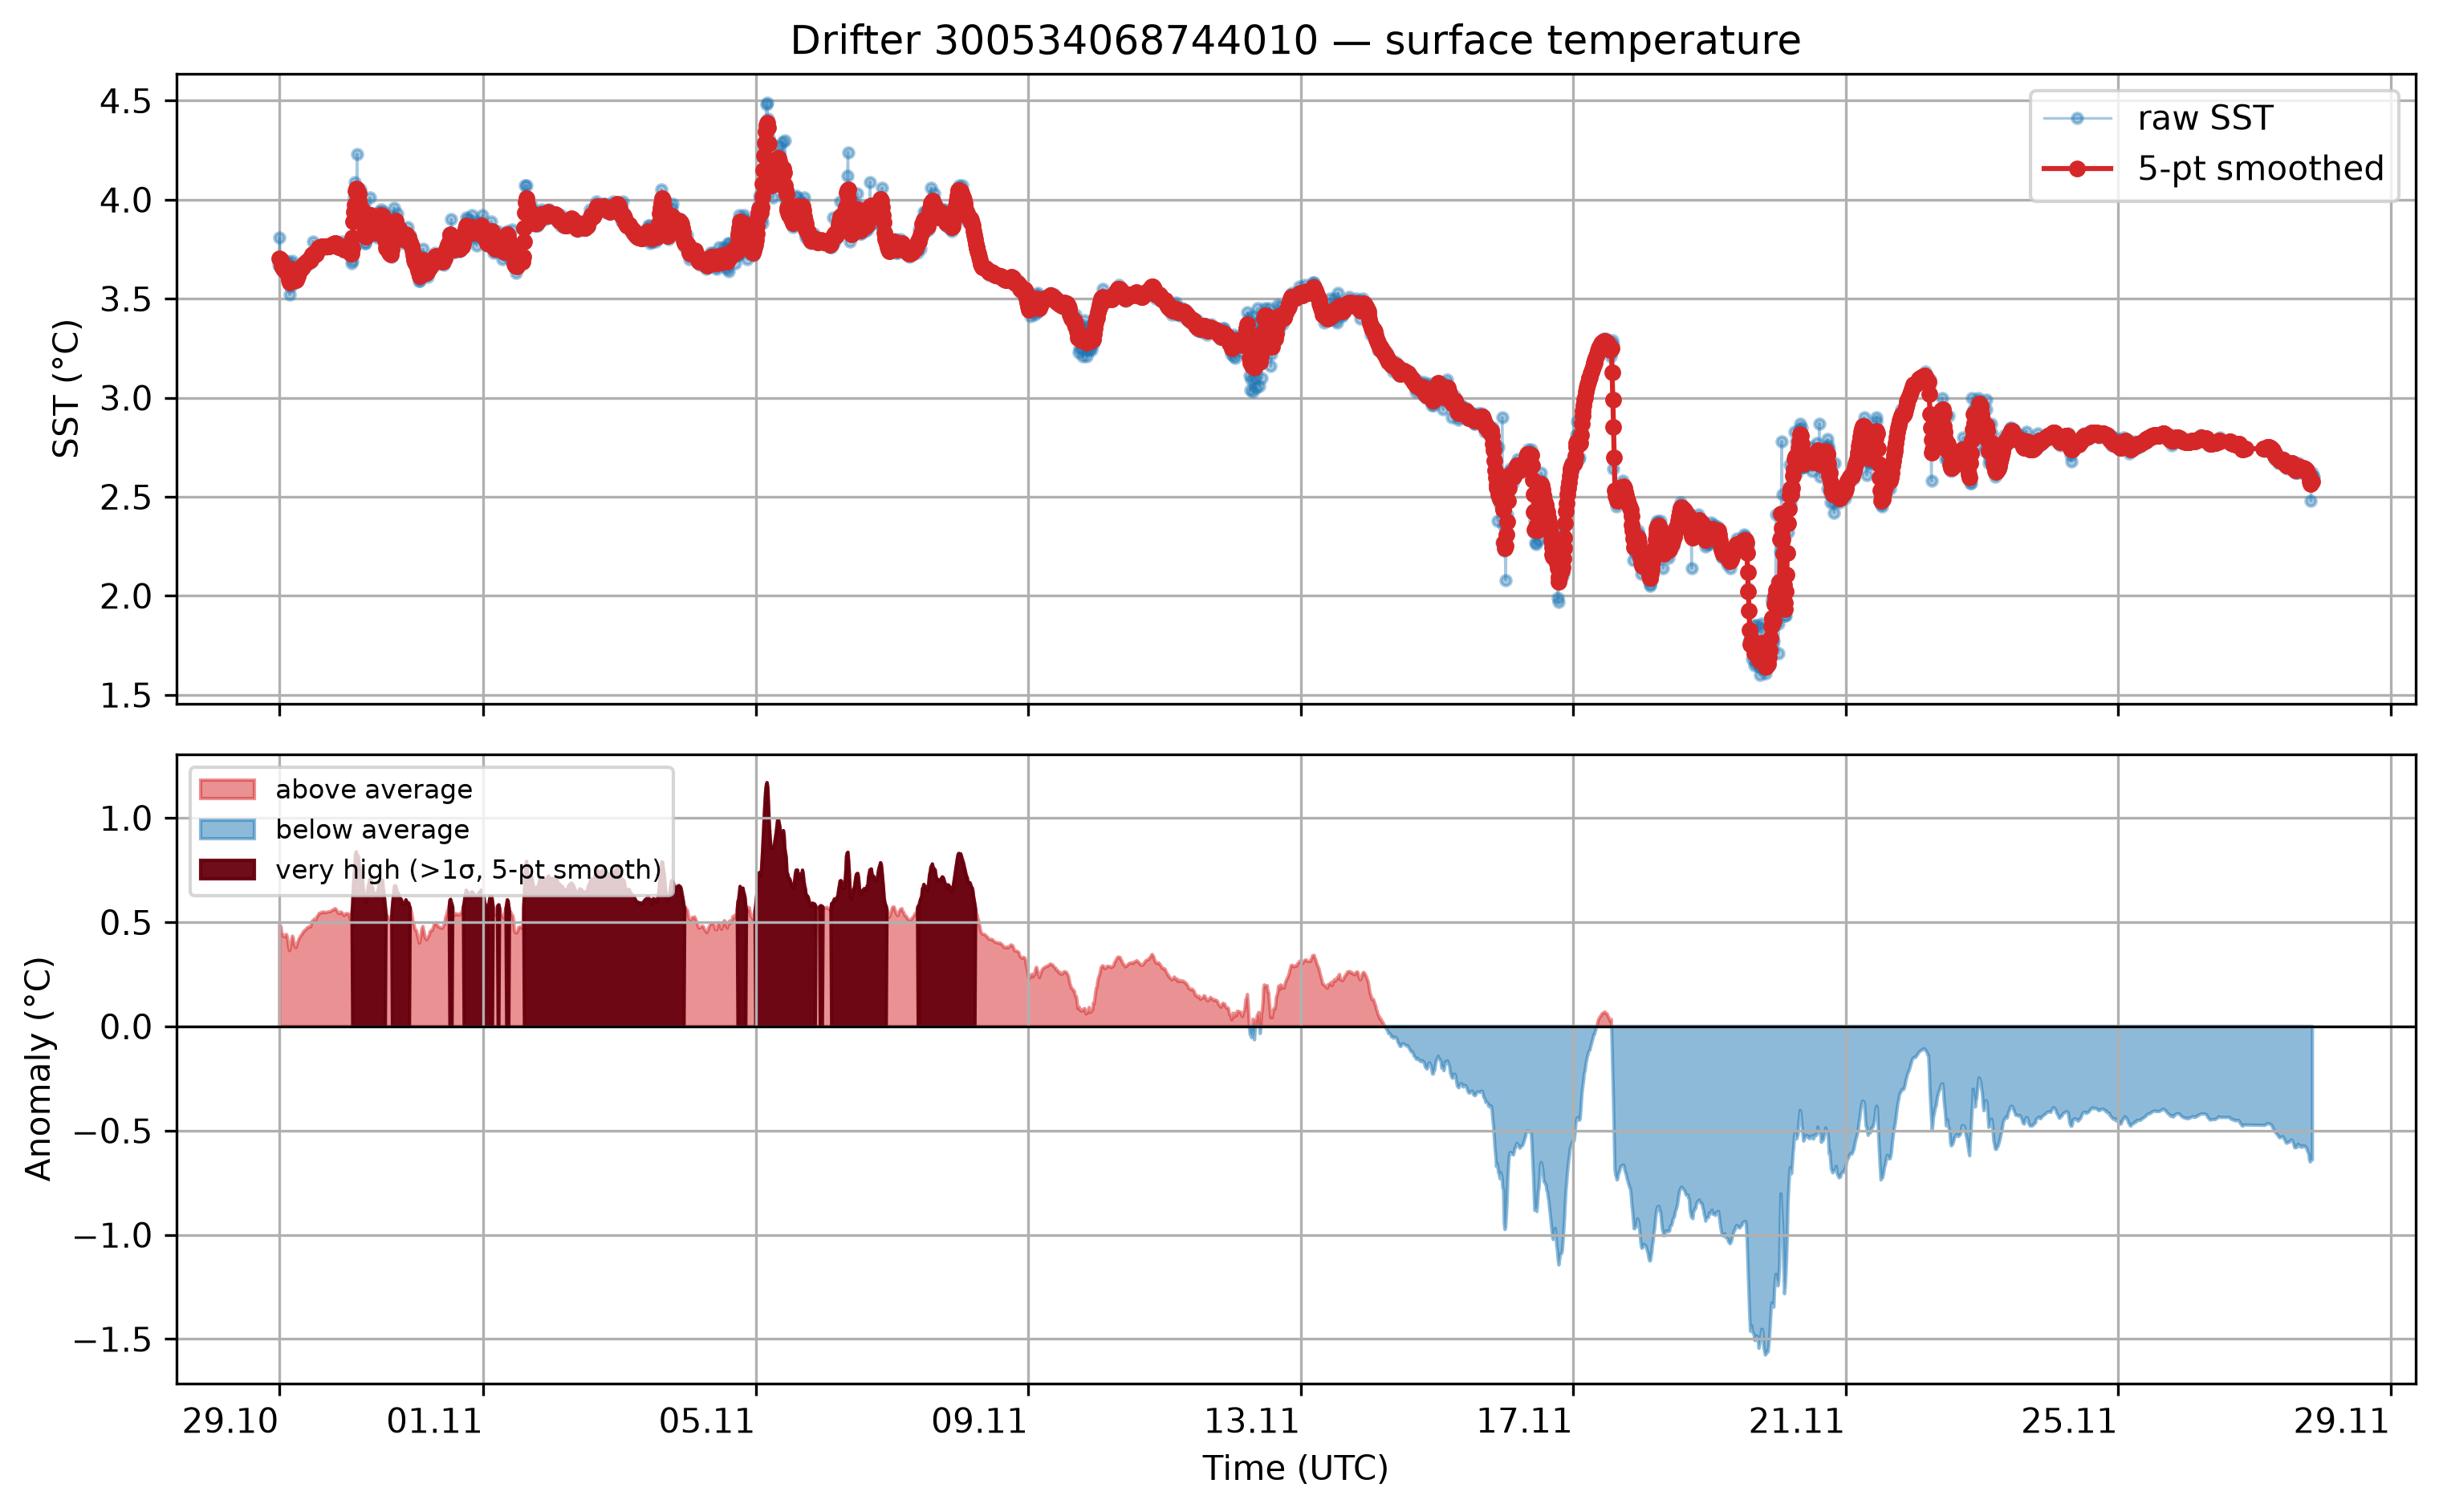 Drifter 300534068744010 — surface temperature
4.5
4.0
3.5
3.0
2.5
2.0
1.5
SST (°C)
raw SST
5-pt smoothed
1.0
0.5
0.0
−0.5
−1.0
−1.5
Anomaly (°C)
above average
below average
very high (>1σ, 5-pt smooth)
29.10
01.11
05.11
09.11
13.11
17.11
21.11
25.11
29.11
Time (UTC)